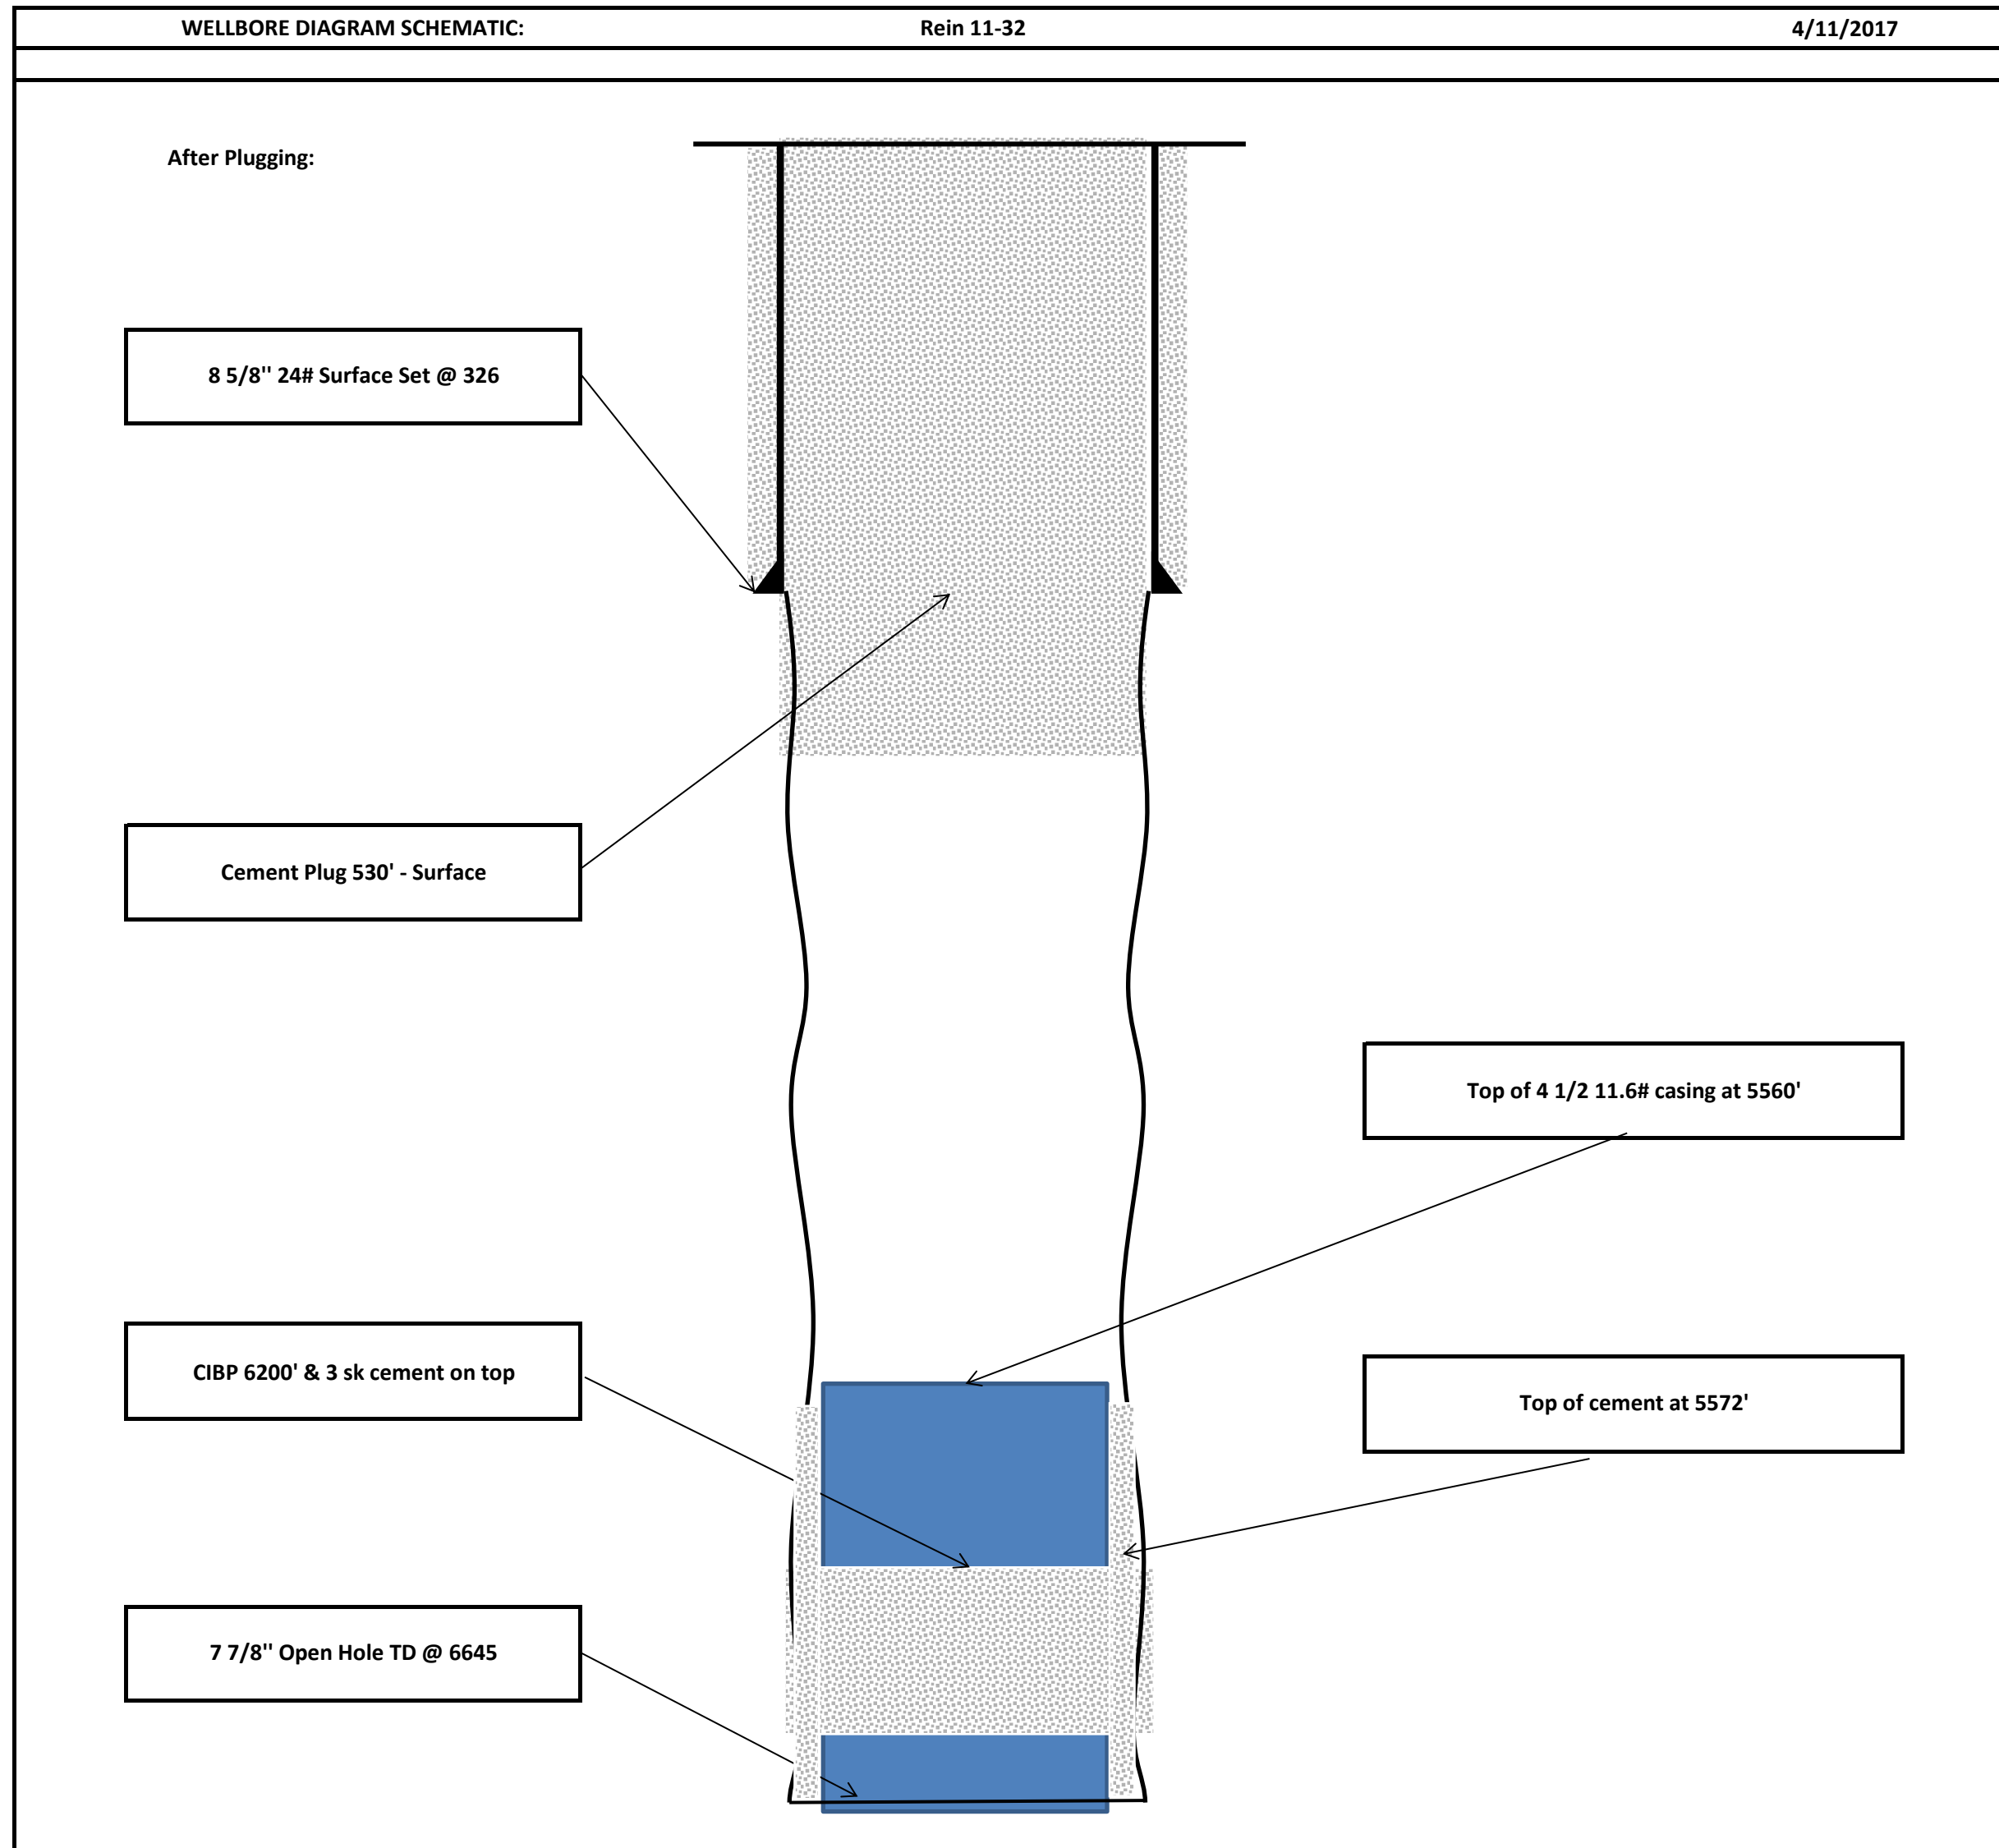 WELLBORE DIAGRAM SCHEMATIC: Rein 11-32 4/11/2017
After Plugging:
8 5/8'' 24# Surface Set @ 326
Cement Plug 530' - Surface
Top of 4 1/2 11.6# casing at 5560'
CIBP 6200' & 3 sk cement on top
Top of cement at 5572'
7 7/8'' Open Hole TD @ 6645